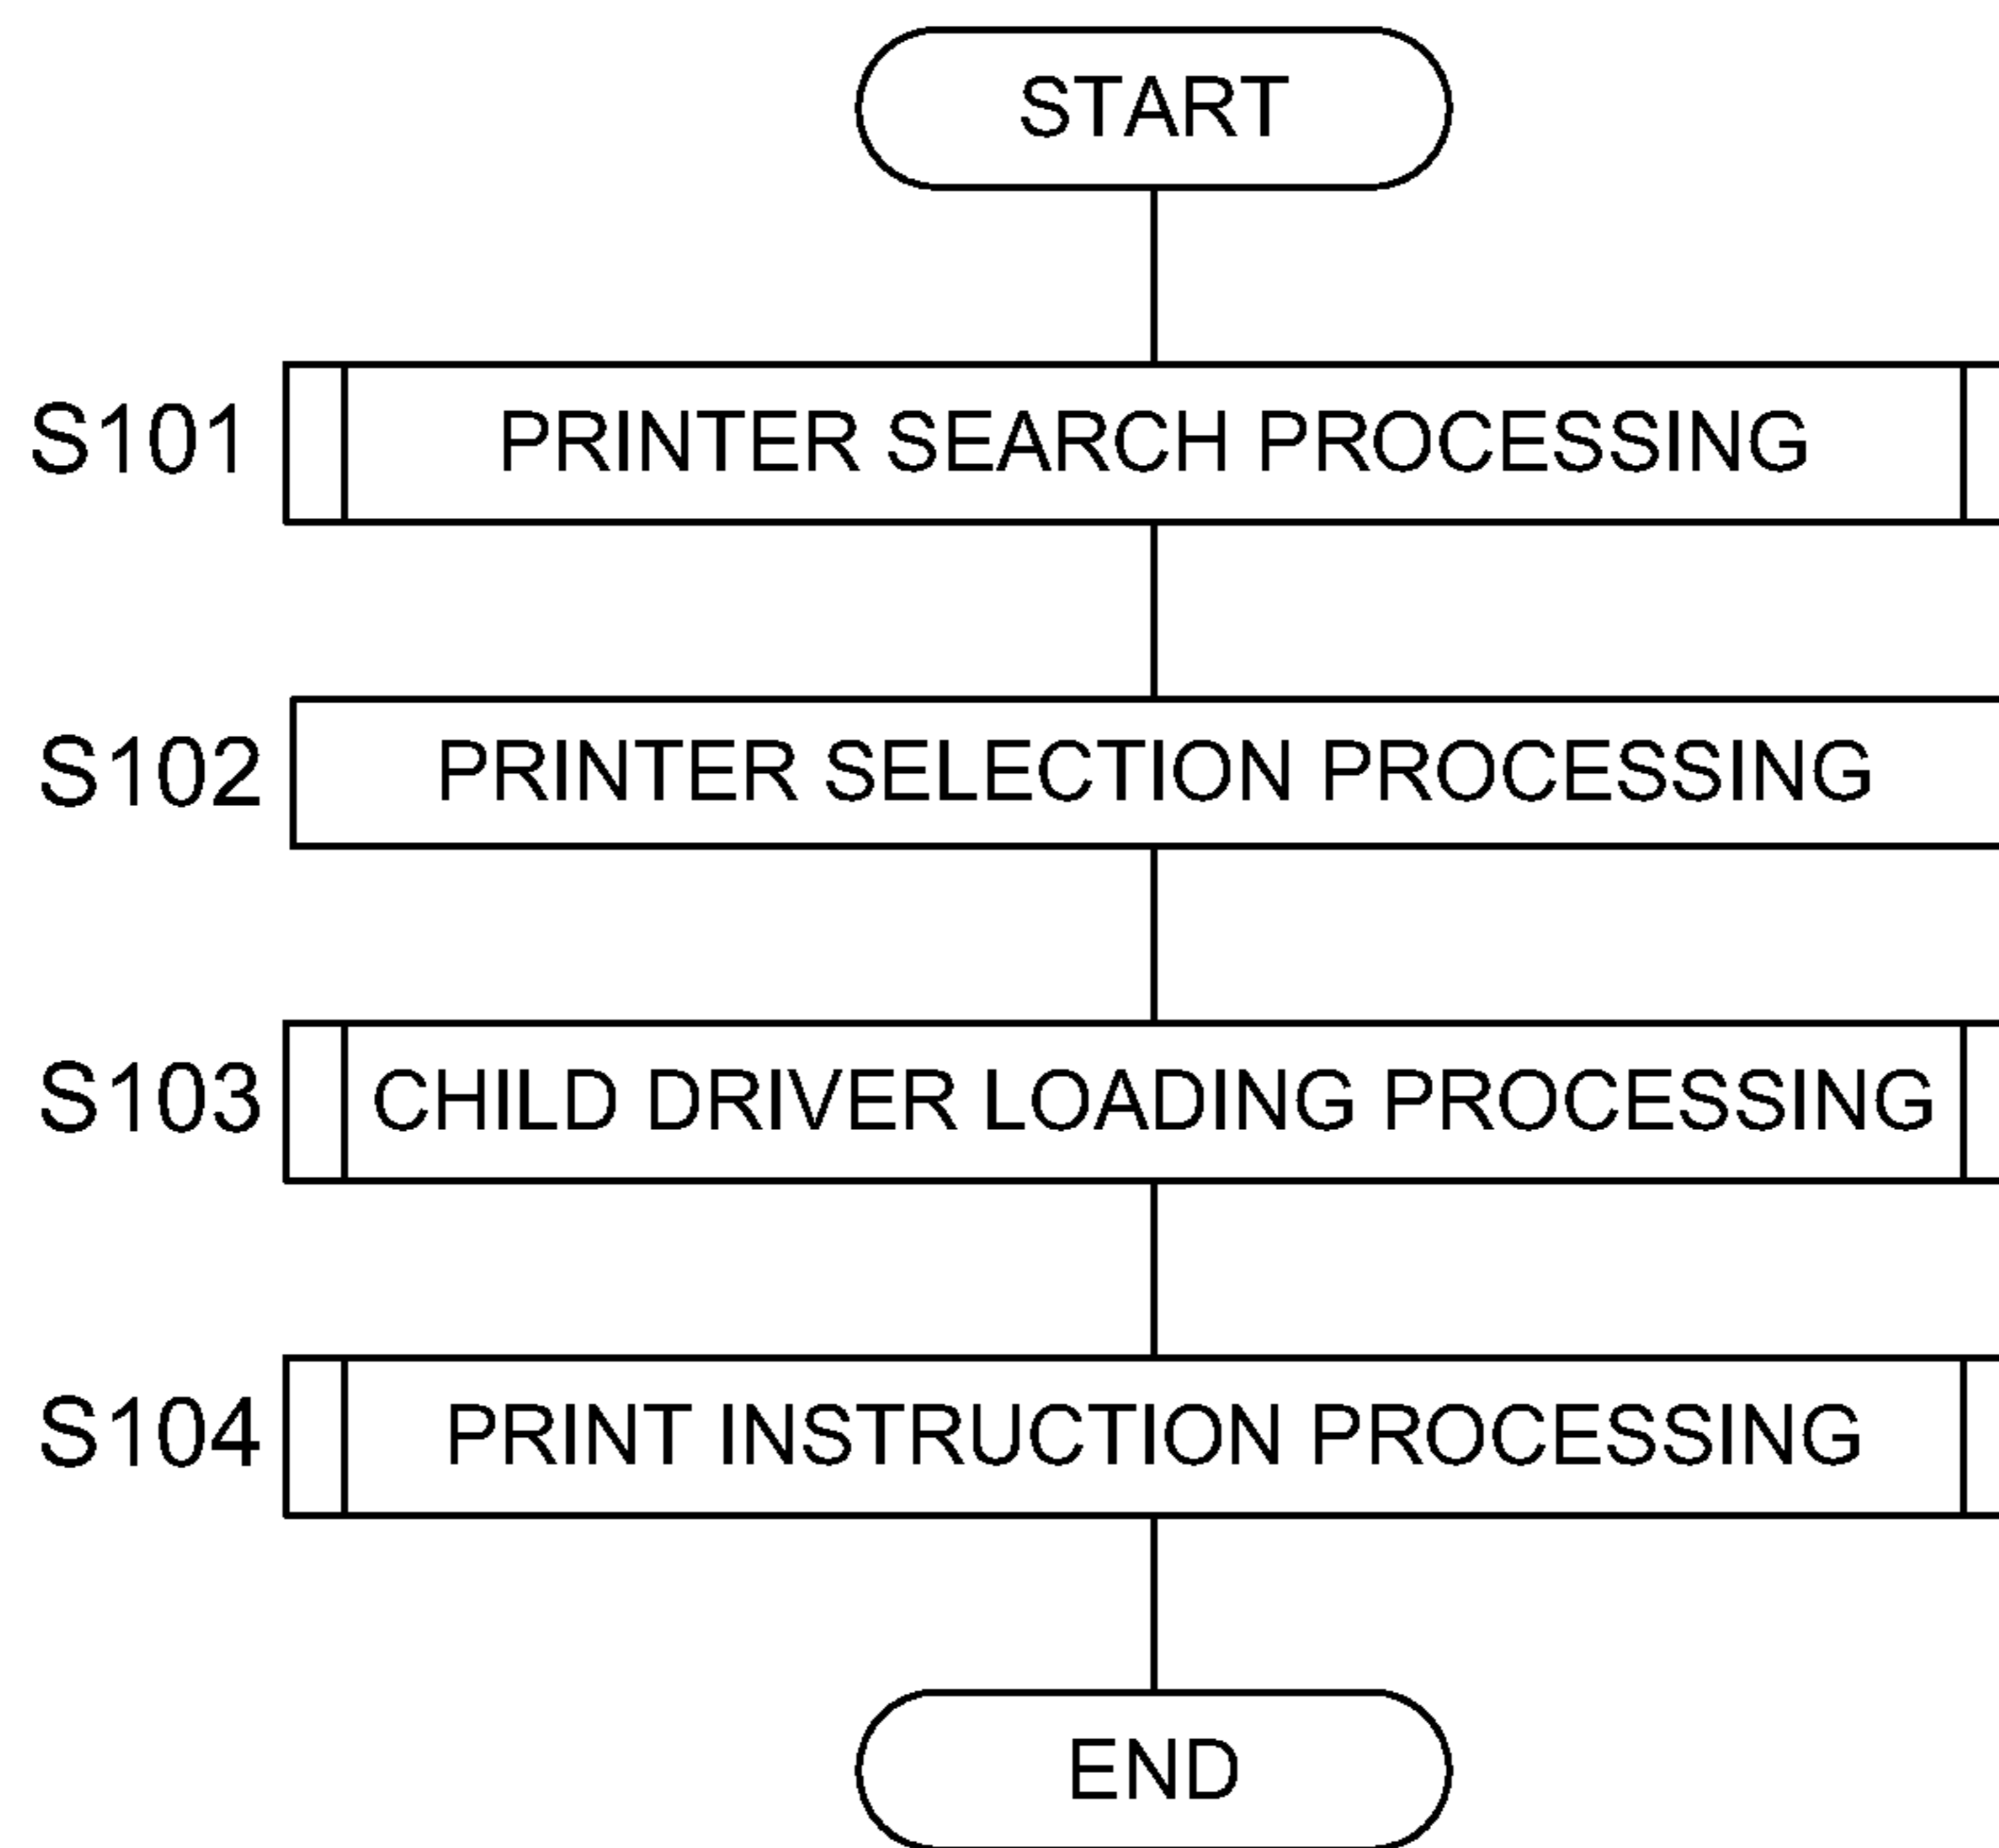 START
S101 PRINTER SEARCH PROCESSING
S102 PRINTER SELECTION PROCESSING
S103 CHILD DRIVER LOADING PROCESSING
S104 PRINT INSTRUCTION PROCESSING
END